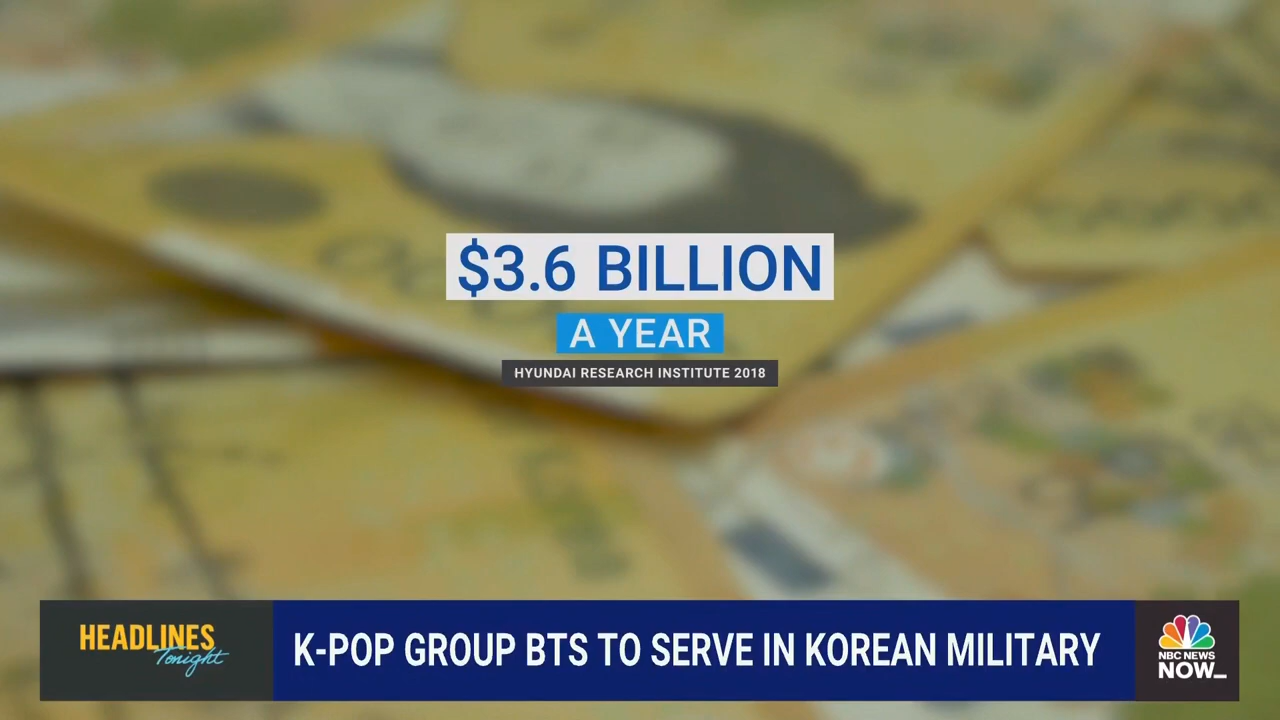 $3.6 BILLION
A YEAR
HYUNDAI RESEARCH INSTITUTE 2018
HEADLINES
Tonight
K-POP GROUP BTS TO SERVE IN KOREAN MILITARY
NBC NEWS
NOW_